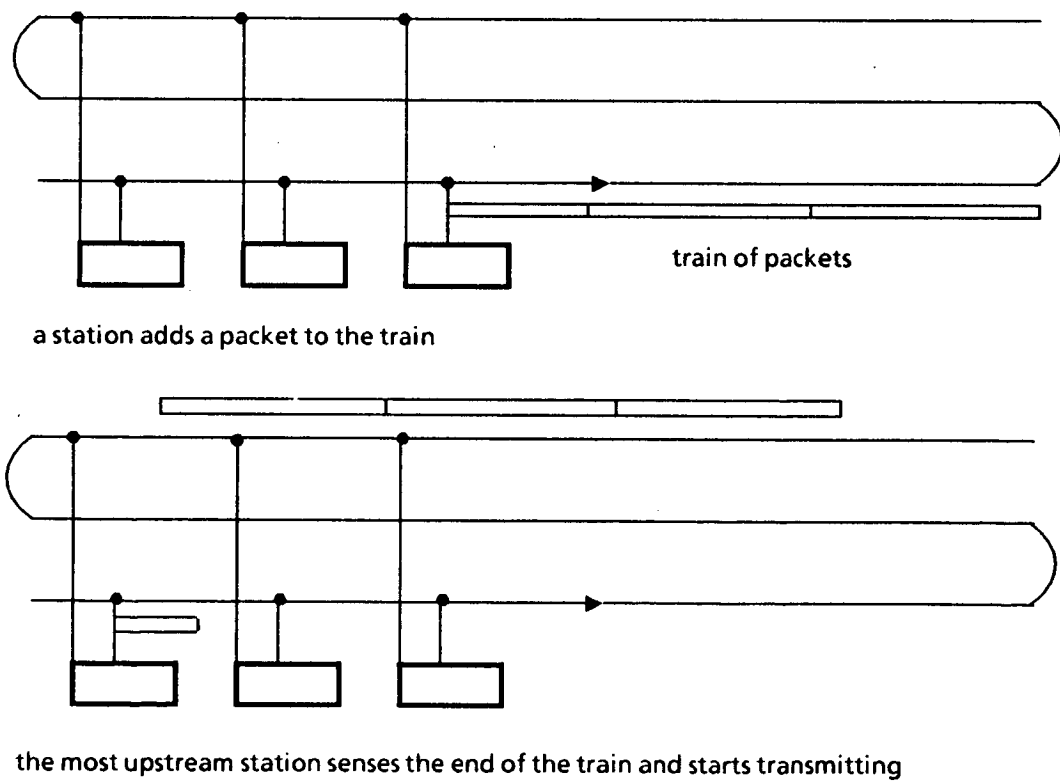 train of packets
a station adds a packet to the train
the most upstream station senses the end of the train and starts transmitting